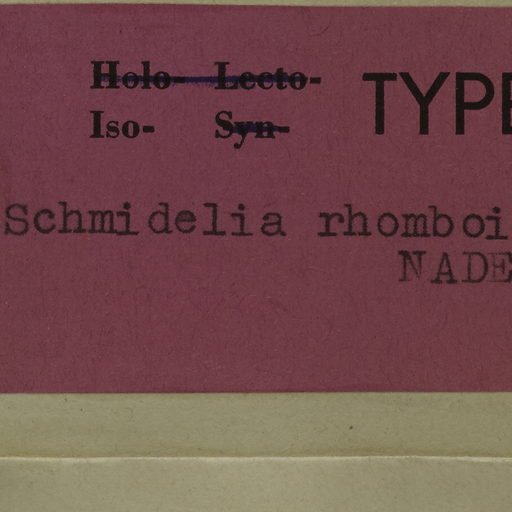 Holo- Lecto-
Iso- Syn- TYPE
Schmidelia rhomboi
NADE